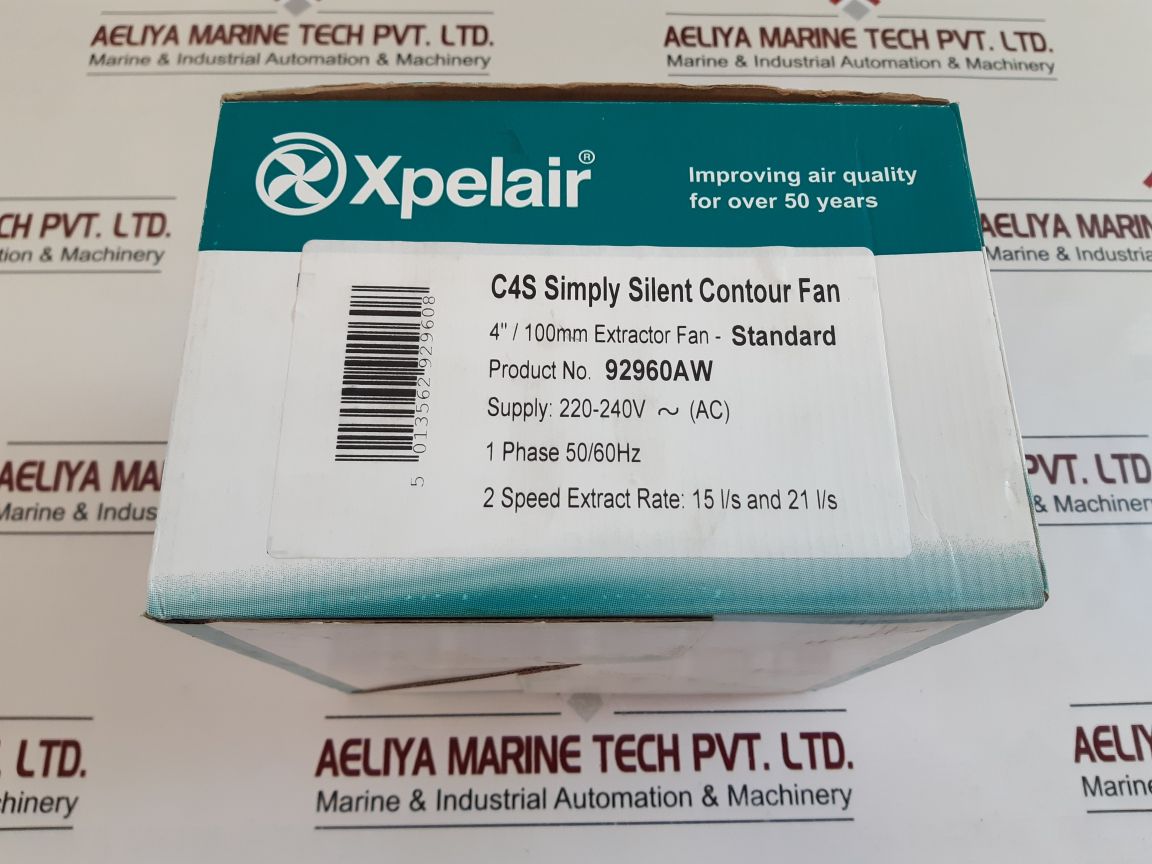 AELIYA MARINE TECH PVT. LTD.
Marine & Industrial Automation & Machinery
AELIYA MARINE TECH PVT. LTD.
Marine & Industrial Automation & Machinery
Xpelair®
Improving air quality
for over 50 years
CH PVT. LTD.
tion & Machinery
AELIYA MARIN
Marine & Industria
C4S Simply Silent Contour Fan
4" / 100mm Extractor Fan - Standard
Product No. 92960AW
Supply: 220-240V ~ (AC)
1 Phase 50/60Hz
2 Speed Extract Rate: 15 l/s and 21 l/s
5 013562 929608
AELIYA MA
Marine & Indus
PVT. LTD
& Machinery
LTD.
hinery
AELIYA MARINE TECH PVT. LTD.
Marine & Industrial Automation & Machinery
AELIY
Marine